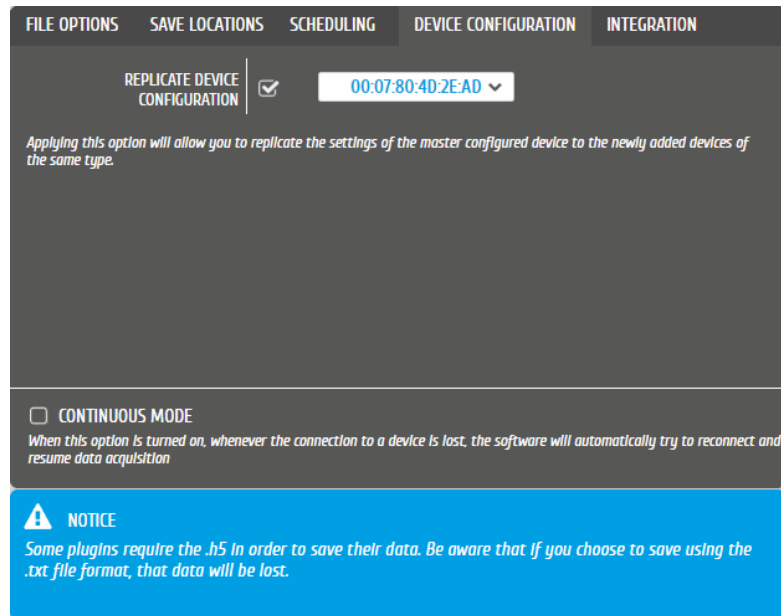 FILE OPTIONS SAVE LOCATIONS SCHEDULING DEVICE CONFIGURATION INTEGRATION
REPLICATE DEVICE
CONFIGURATION
00:07:80:4D:2E:AD
Applying this option will allow you to replicate the settings of the master configured device to the newly added devices of
the same type.
CONTINUOUS MODE
When this option is turned on, whenever the connection to a device is lost, the software will automatically try to reconnect and
resume data acquisition
NOTICE
Some plugins require the .h5 in order to save their data. Be aware that if you choose to save using the
.txt file format, that data will be lost.